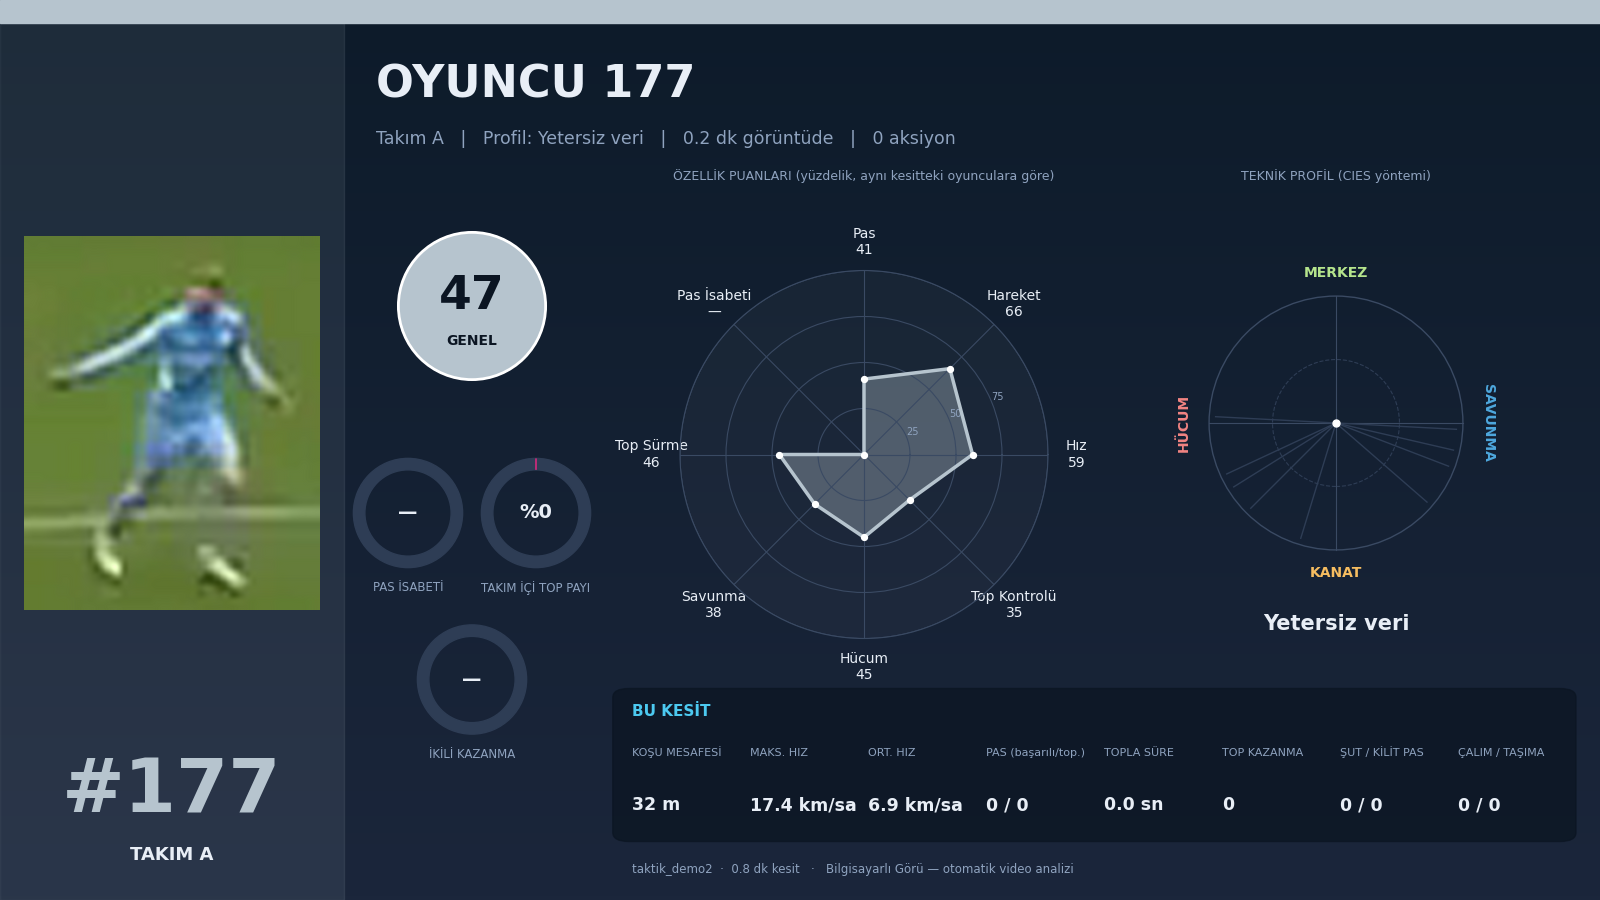 OYUNCU 177
Takım A | Profil: Yetersiz veri | 0.2 dk görüntüde | 0 aksiyon
ÖZELLİK PUANLARI (yüzdelik, aynı kesitteki oyunculara göre)
TEKNİK PROFİL (CIES yöntemi)
47
GENEL
—
PAS İSABETİ
%0
TAKIM İÇİ TOP PAYI
—
İKİLİ KAZANMA
Pas
41
Hareket
66
Hız
59
Top Kontrolü
35
Hücum
45
Savunma
38
Top Sürme
46
Pas İsabeti
—
25
50
75
MERKEZ
HÜCUM
SAVUNMA
KANAT
Yetersiz veri
#177
TAKIM A
BU KESİT
KOŞU MESAFESİ MAKS. HIZ ORT. HIZ PAS (başarılı/top.) TOPLA SÜRE TOP KAZANMA ŞUT / KİLİT PAS ÇALIM / TAŞIMA
32 m 17.4 km/sa 6.9 km/sa 0 / 0 0.0 sn 0 0 / 0 0 / 0
taktik_demo2 · 0.8 dk kesit · Bilgisayarlı Görü — otomatik video analizi